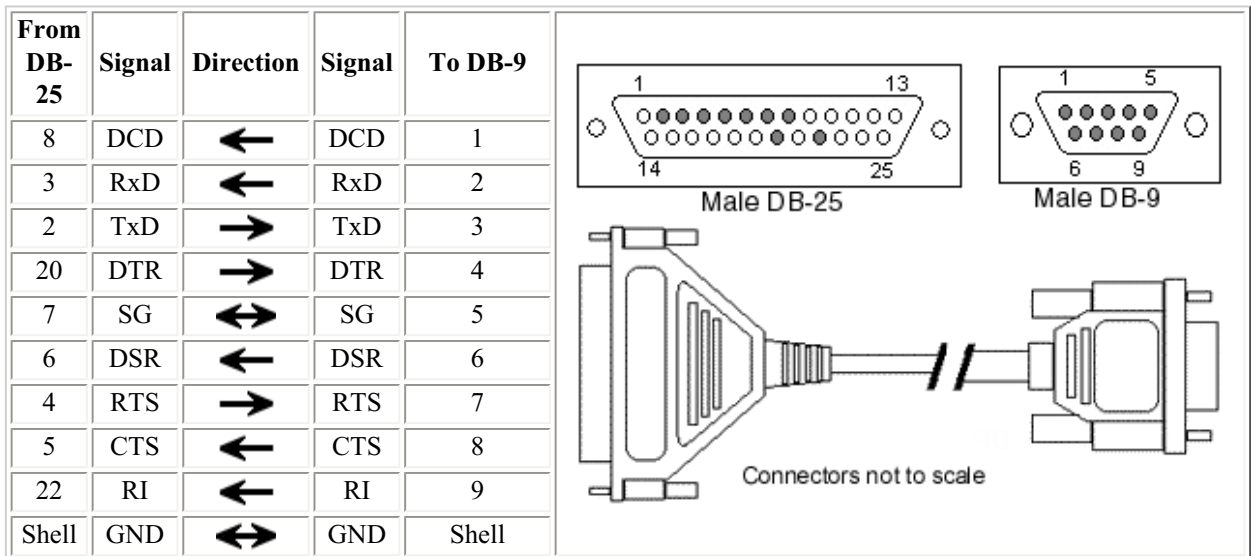 From DB-25 Signal Direction Signal To DB-9
8 DCD DCD 1
3 RxD RxD 2
2 TxD TxD 3
20 DTR DTR 4
7 SG SG 5
6 DSR DSR 6
4 RTS RTS 7
5 CTS CTS 8
22 RI RI 9
Shell GND GND Shell
1 13
14 25
Male DB-25
1 5
6 9
Male DB-9
Connectors not to scale